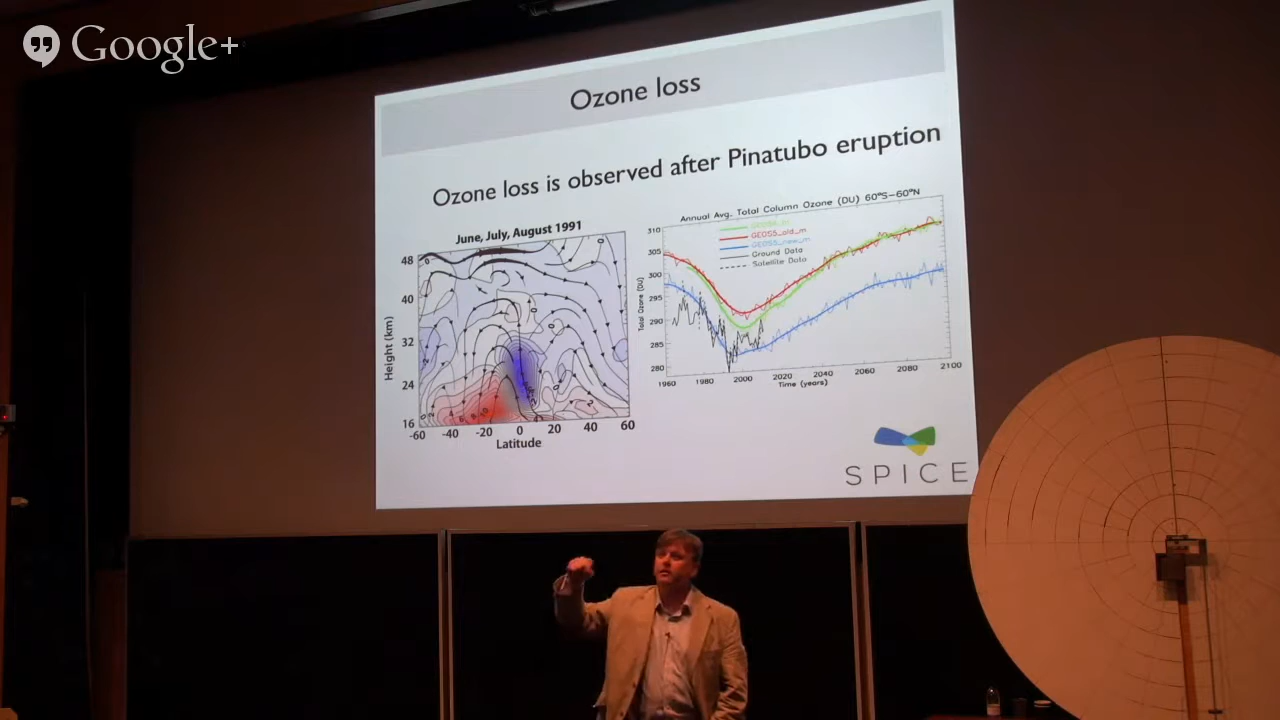 Google+
Ozone loss
Ozone loss is observed after Pinatubo eruption
June, July, August 1991
Height (km)
48
40
32
24
16
-60 -40 -20 0 20 40 60
Latitude
Annual Avg. Total Column Ozone (DU) 60°S-60°N
GEOS5_old_m
Ground Data
Satellite Data
Total Ozone (DU)
310
305
300
295
290
285
280
1960 1980 2000 2020 2040 2060 2080 2100
Time (years)
SPICE